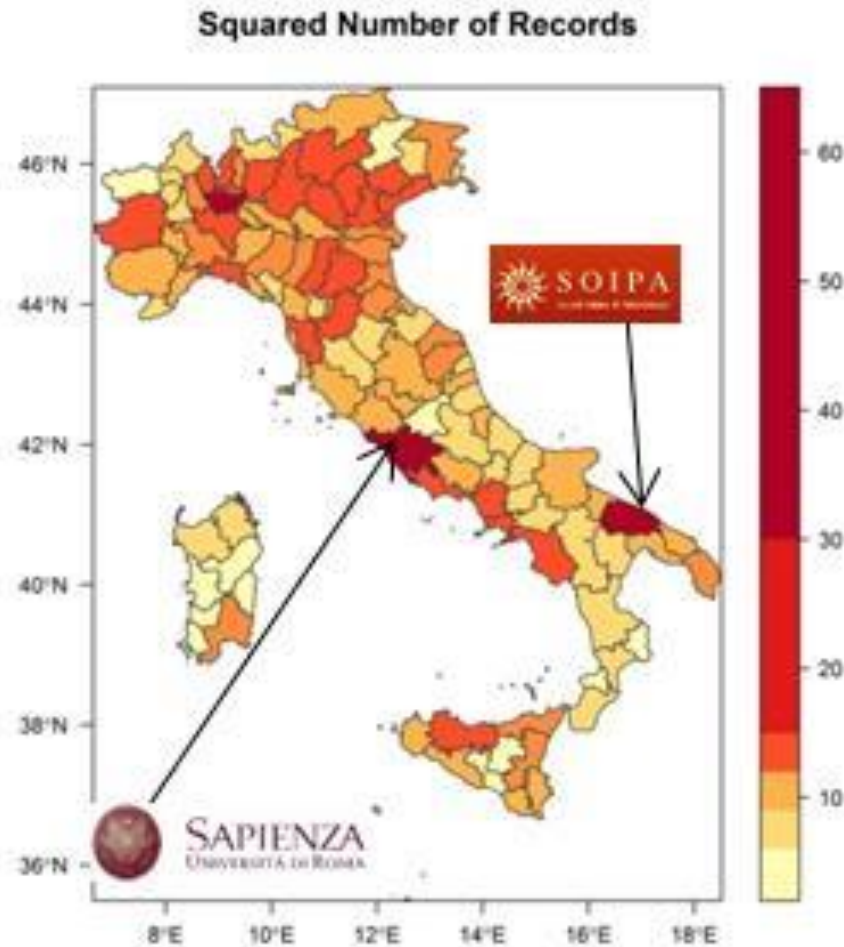 Squared Number of Records
46°N
44°N
42°N
40°N
38°N
36°N
8°E
10°E
12°E
14°E
16°E
18°E
60
50
40
30
20
10
SOIPA
SAPIENZA
UNIVERSITÀ DI ROMA